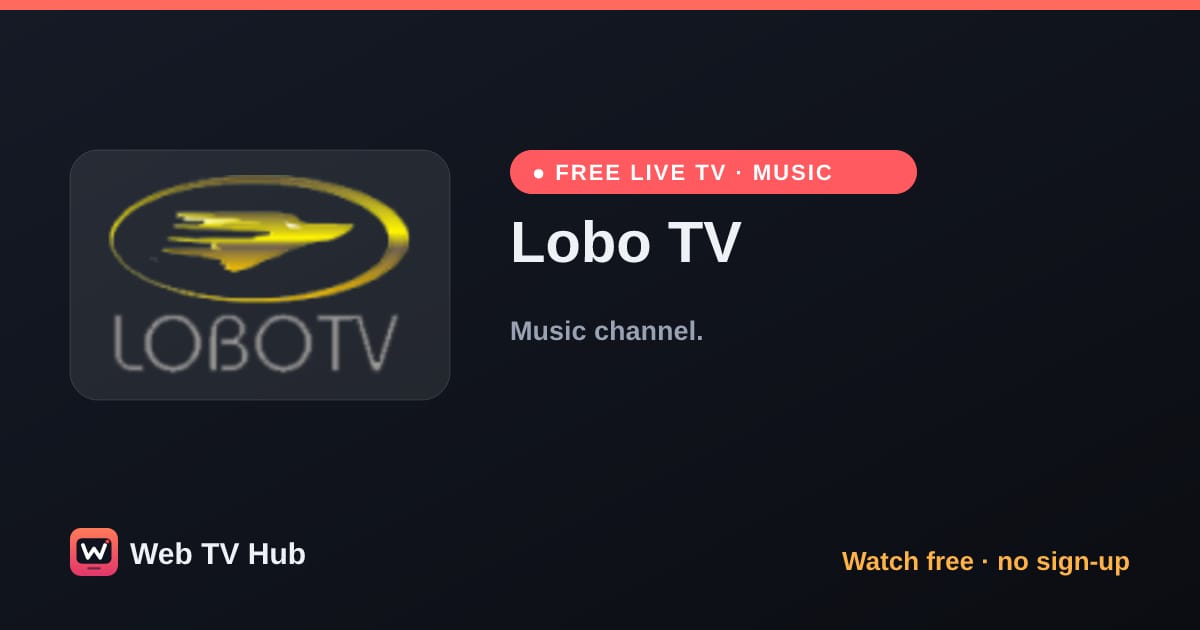 FREE LIVE TV · MUSIC
Lobo TV
Music channel.
LOBOTV
Web TV Hub
Watch free · no sign-up